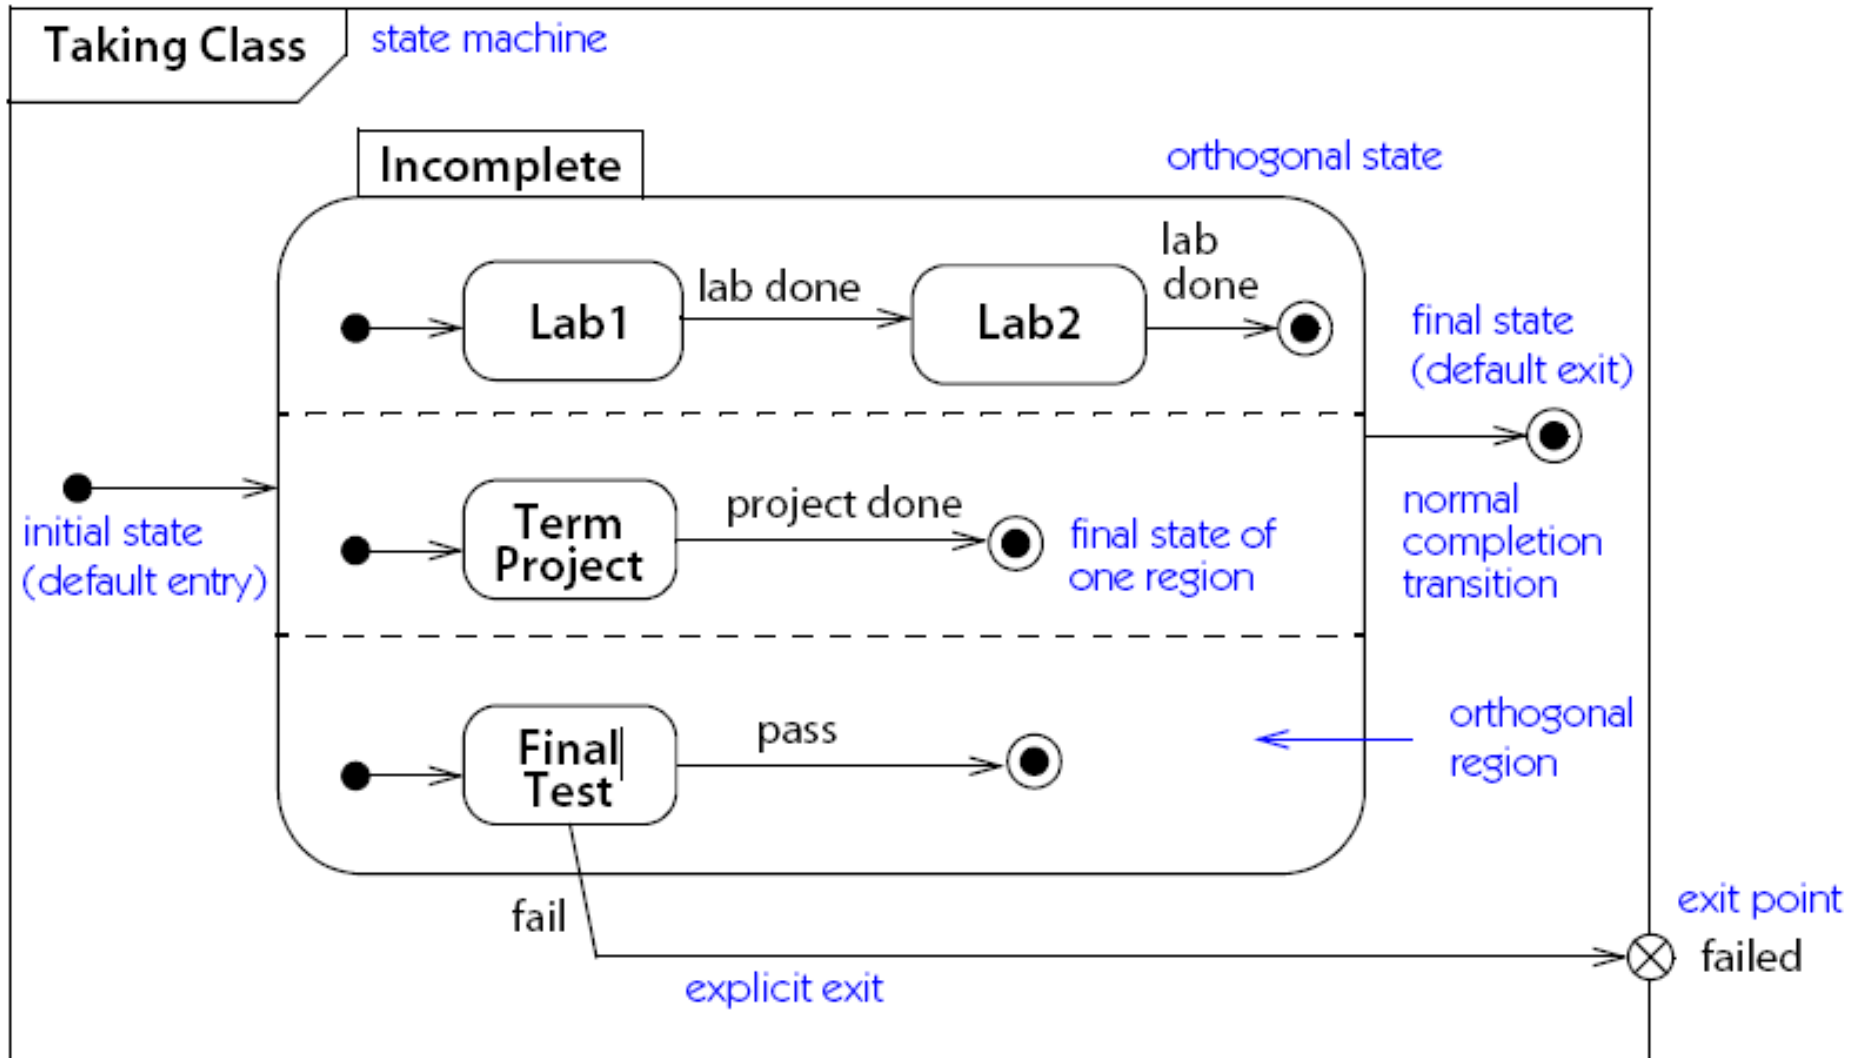 Taking Class
state machine
Incomplete
orthogonal state
lab
done
Lab1
lab done
Lab2
final state
(default exit)
initial state
(default entry)
Term
Project
project done
final state of
one region
normal
completion
transition
Final
Test
pass
orthogonal
region
fail
explicit exit
exit point
failed